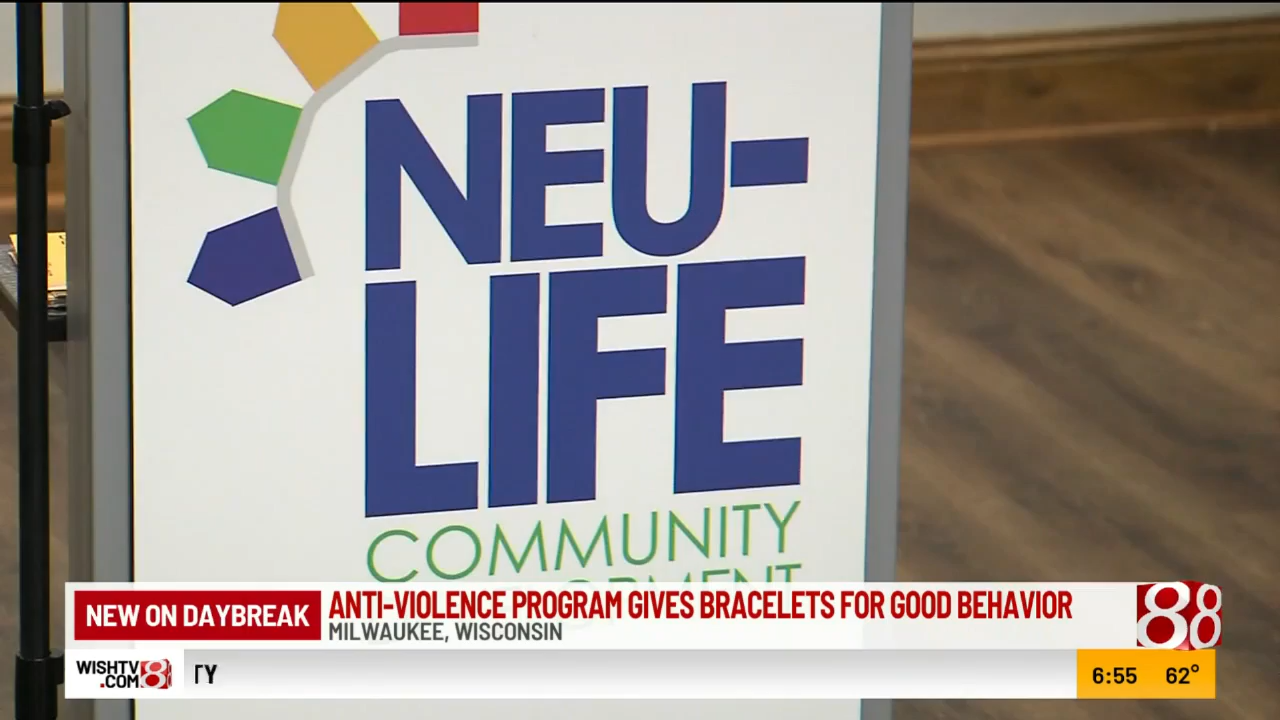 NEU-
LIFE
COMMUNITY
NEW ON DAYBREAK
ANTI-VIOLENCE PROGRAM GIVES BRACELETS FOR GOOD BEHAVIOR
MILWAUKEE, WISCONSIN
8
8
WISHTV
.COM 8
TY
6:55 62°